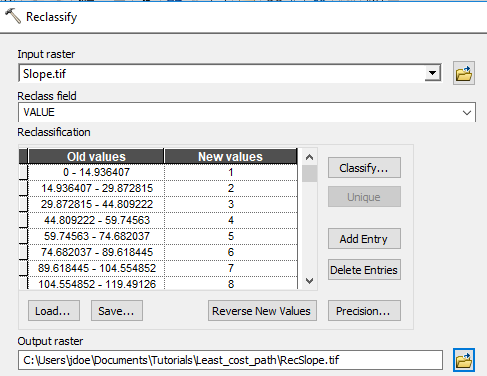 Reclassify
Input raster
Slope.tif
Reclass field
VALUE
Reclassification
Old values New values
0 - 14.936407 1
14.936407 - 29.872815 2
29.872815 - 44.809222 3
44.809222 - 59.74563 4
59.74563 - 74.682037 5
74.682037 - 89.618445 6
89.618445 - 104.554852 7
104.554852 - 119.49126 8
Classify...
Unique
Add Entry
Delete Entries
Load... Save... Reverse New Values Precision...
Output raster
C:\Users\jdoe\Documents\Tutorials\Least_cost_path\RecSlope.tif